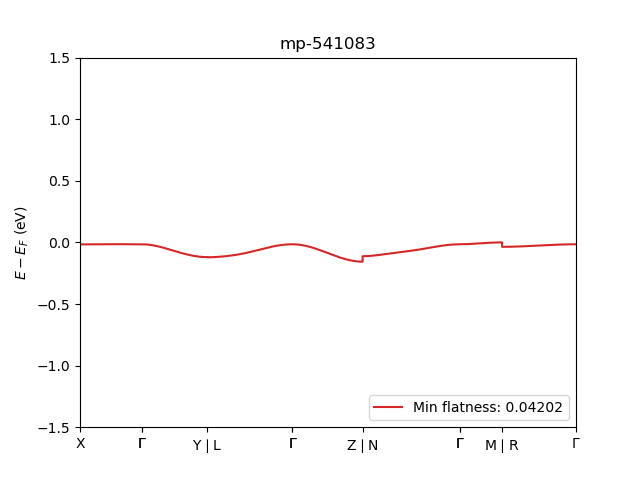 mp-541083
E − E_F (eV)
1.5
1.0
0.5
0.0
−0.5
−1.0
−1.5
Min flatness: 0.04202
X Γ Y | L Γ Z | N Γ M | R Γ